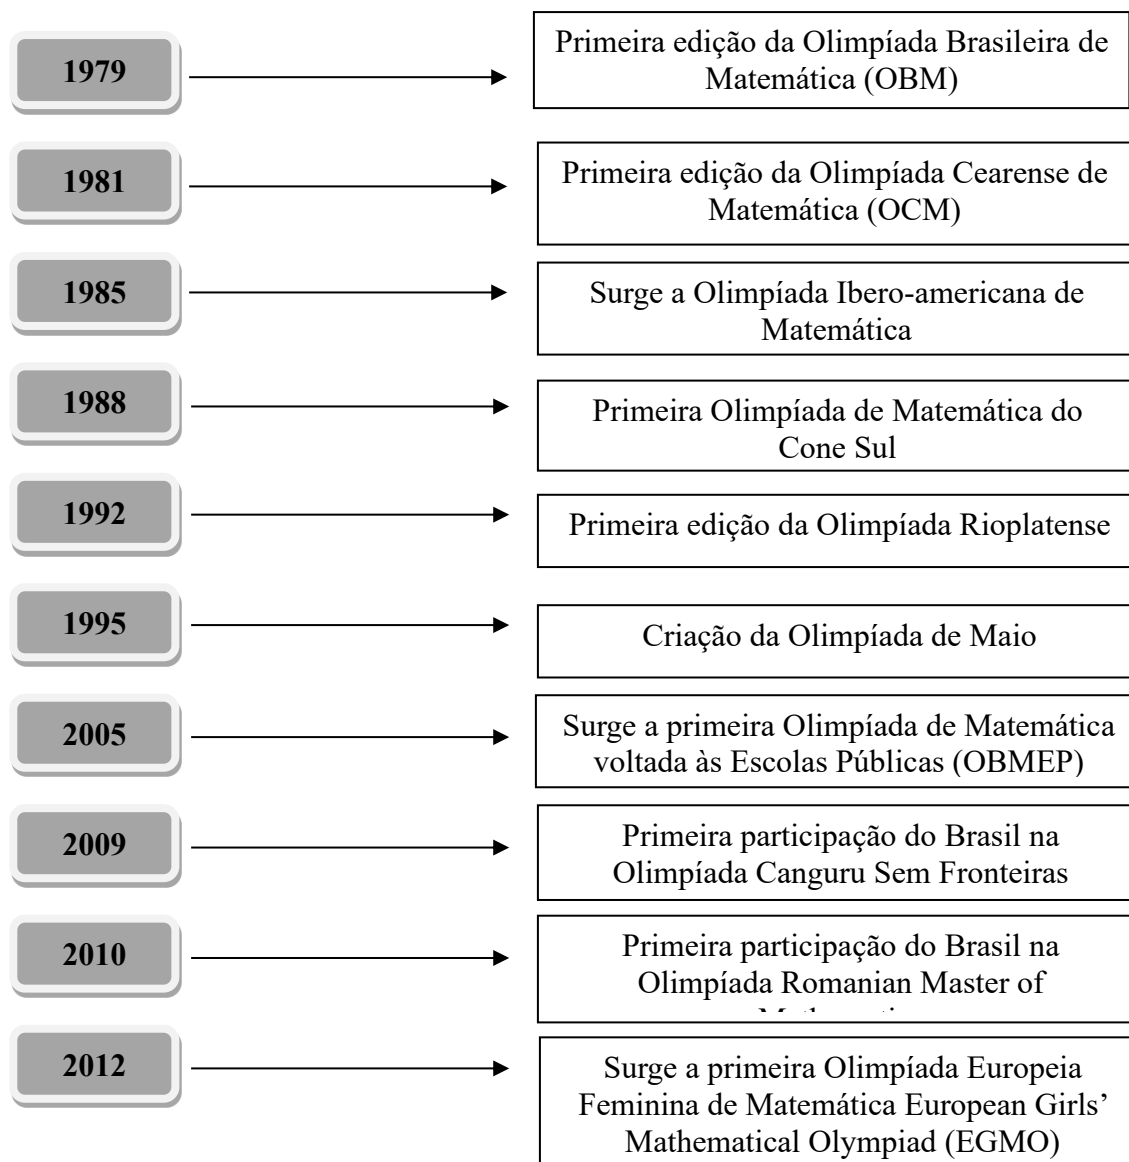 1979
Primeira edição da Olimpíada Brasileira de
Matemática (OBM)
1981
Primeira edição da Olimpíada Cearense de
Matemática (OCM)
1985
Surge a Olimpíada Ibero-americana de
Matemática
1988
Primeira Olimpíada de Matemática do
Cone Sul
1992
Primeira edição da Olimpíada Rioplatense
1995
Criação da Olimpíada de Maio
2005
Surge a primeira Olimpíada de Matemática
voltada às Escolas Públicas (OBMEP)
2009
Primeira participação do Brasil na
Olimpíada Canguru Sem Fronteiras
2010
Primeira participação do Brasil na
Olimpíada Romanian Master of
2012
Surge a primeira Olimpíada Europeia
Feminina de Matemática European Girls’
Mathematical Olympiad (EGMO)